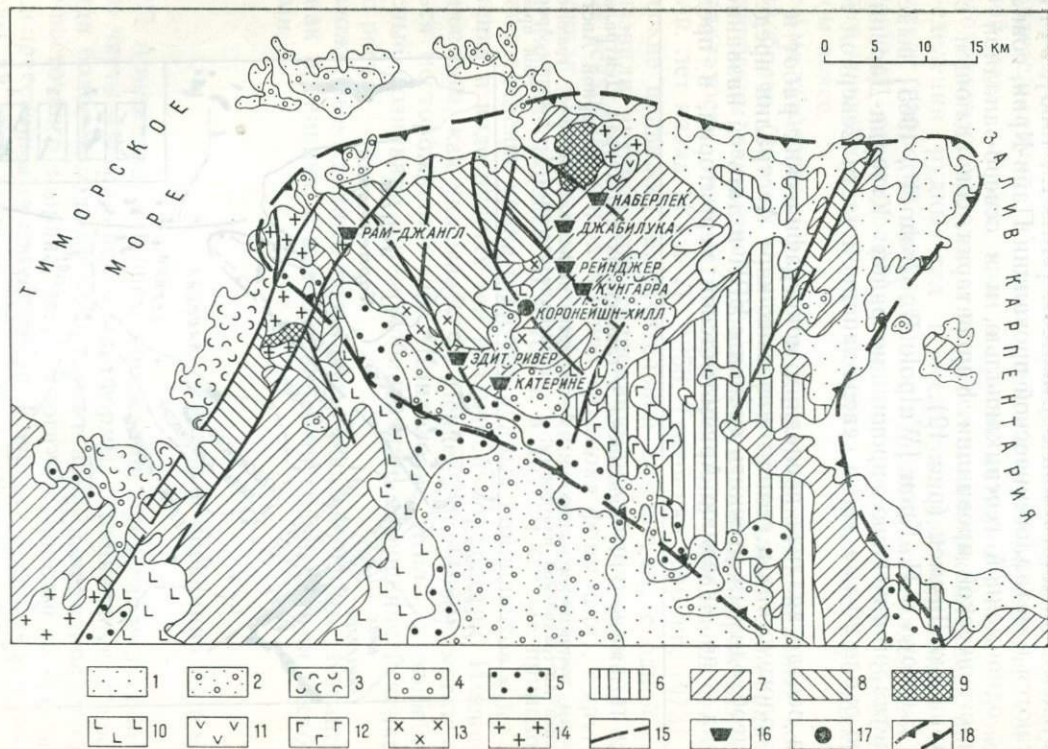 0 5 10 15 КМ
ТИМОРСКОЕ
МОРЕ
ЗАЛИВ КАРПЕНТАРИЯ
НАБЕРЛЕК
ДЖАБИЛУКА
РАМ-ДЖАНГЛ
РЕЙНДЖЕР
КУНГАРРА
КОРОНЕЙШН-ХИЛЛ
ЭДИТ РИВЕР
КАТЕРИНЕ
1 2 3 4 5 6 7 8 9
10 11 12 13 14 15 16 17 18